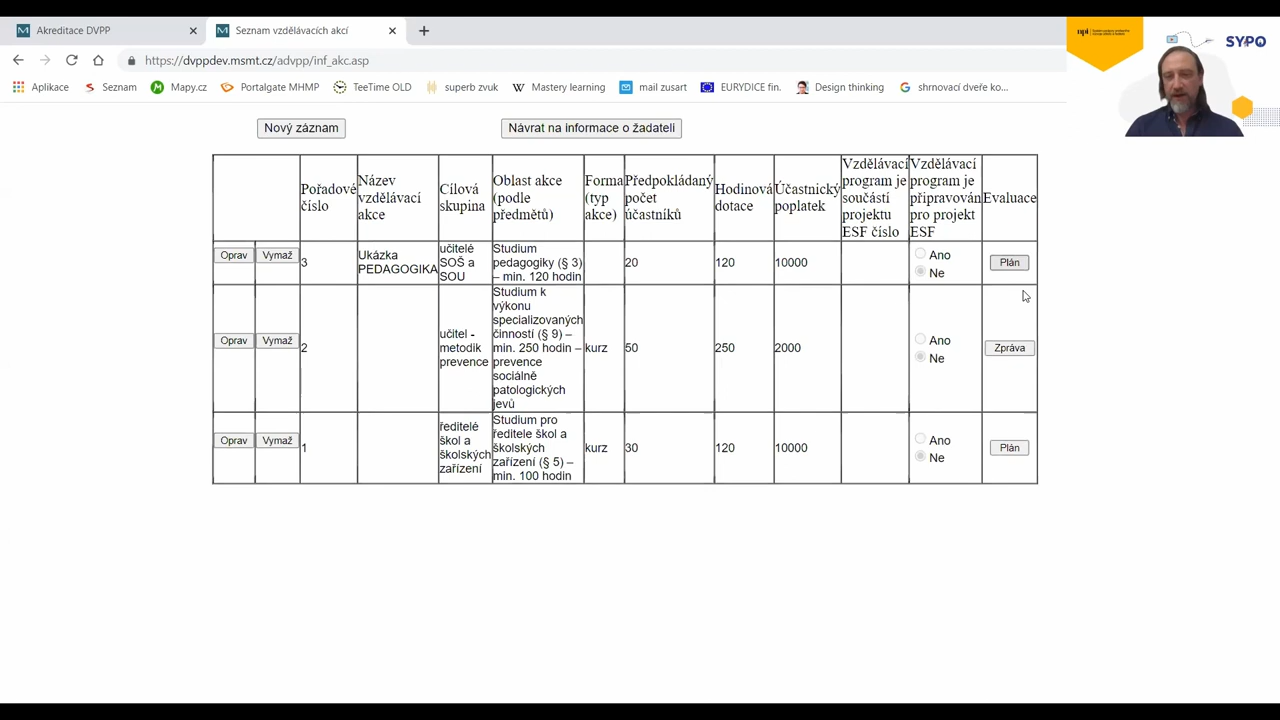 Akreditace DVPP
Seznam vzdělávacích akcí
https://dvppdev.msmt.cz/advpp/inf_akc.asp
Aplikace
Seznam
Mapy.cz
Portalgate MHMP
TeeTime OLD
superb zvuk
Mastery learning
mail zusart
EURYDICE fin.
Design thinking
shrnovací dveře ko...
npi
SYPO
Nový záznam
Návrat na informace o žadateli
Pořadové
číslo
Název
vzdělávací
akce
Cílová
skupina
Oblast akce
(podle
předmětů)
Forma
(typ
akce)
Předpokládaný
počet
účastníků
Hodinová
dotace
Účastnický
poplatek
Vzdělávací
program je
součástí
projektu
ESF číslo
Vzdělávací
program je
připravován
pro projekt
ESF
Evaluace
Oprav
Vymaž
3
Ukázka
PEDAGOGIKA
učitelé
SOŠ a
SOU
Studium
pedagogiky (§ 3)
– min. 120 hodin
20
120
10000
Ano
Ne
Plán
Oprav
Vymaž
2
učitel -
metodik
prevence
Studium k
výkonu
specializovaných
činností (§ 9) –
min. 250 hodin –
prevence
sociálně
patologických
jevů
kurz
50
250
2000
Ano
Ne
Zpráva
Oprav
Vymaž
1
ředitelé
škol a
školských
zařízení
Studium pro
ředitele škol a
školských
zařízení (§ 5) –
min. 100 hodin
kurz
30
120
10000
Ano
Ne
Plán